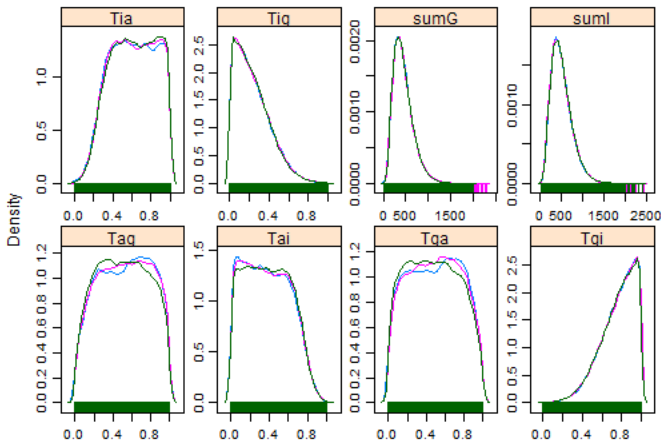 Tia Tig sumG sumI
0.0 0.5 1.0
0.0 0.5 1.0 1.5 2.0 2.5
0.0000 0.0010 0.0020
0.0000 0.0010
0.0 0.4 0.8 0.0 0.4 0.8 0 500 1500 0 500 1500 2500
Density
Tag Tai Tga Tgi
0.0 0.2 0.4 0.6 0.8 1.0 1.2
0.0 0.5 1.0 1.5
0.0 0.2 0.4 0.6 0.8 1.0 1.2
0.0 0.5 1.0 1.5 2.0 2.5
0.0 0.4 0.8 0.0 0.4 0.8 0.0 0.4 0.8 0.0 0.4 0.8